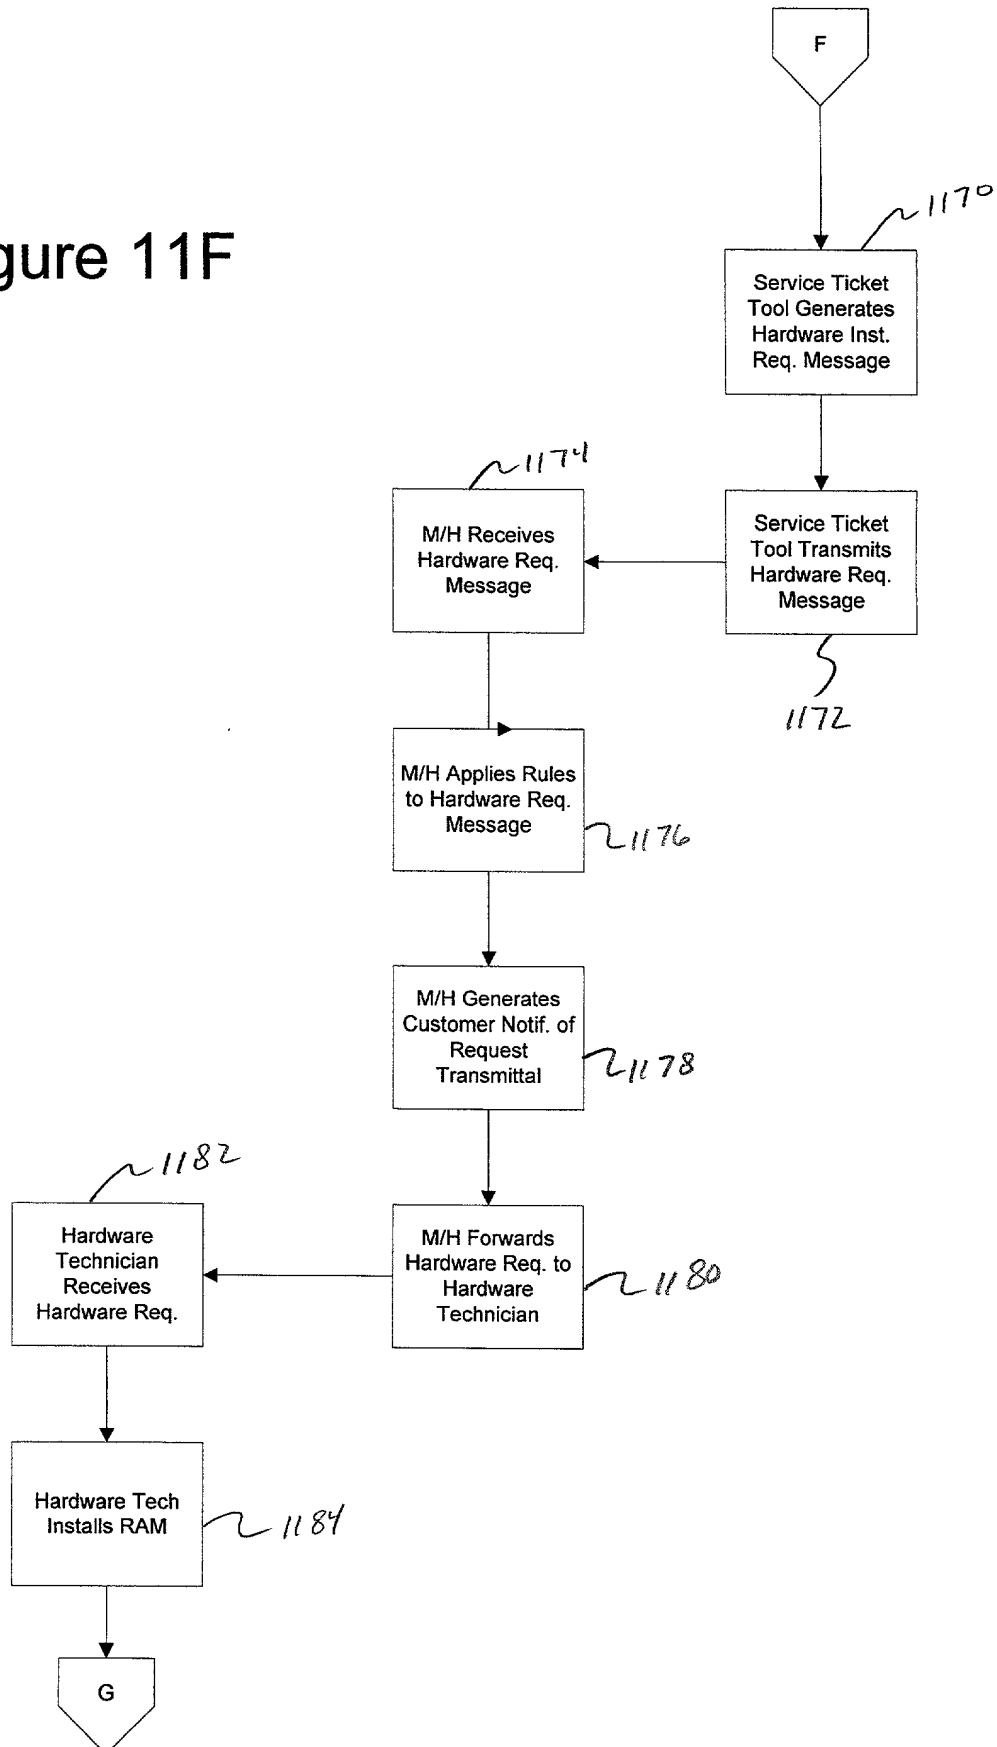 F
1170
gure 11F
Service Ticket
Tool Generates
Hardware Inst.
Req. Message
1174
M/H Receives
Hardware Req.
Message
Service Ticket
Tool Transmits
Hardware Req.
Message
1172
M/H Applies Rules
to Hardware Req.
Message
1176
M/H Generates
Customer Notif. of
Request
Transmittal
1178
1182
Hardware
Technician
Receives
Hardware Req.
M/H Forwards
Hardware Req. to
Hardware
Technician
1180
Hardware Tech
Installs RAM
1184
G